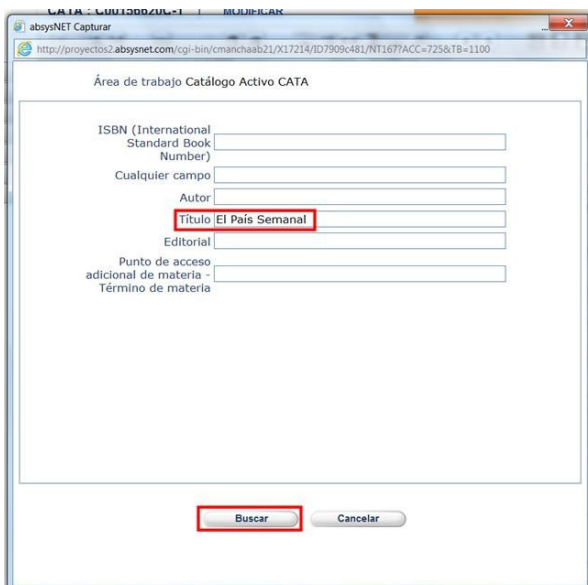 CATA : C00156620C-1 | MODIFICAR
absysNET Capturar
http://proyectos2.absysnet.com/cgi-bin/cmanchaab21/X17214/ID7909c481/NT167?ACC=725&TB=1100
Área de trabajo Catálogo Activo CATA
ISBN (International
Standard Book
Number)
Cualquier campo
Autor
Título El País Semanal
Editorial
Punto de acceso
adicional de materia -
Término de materia
Buscar Cancelar